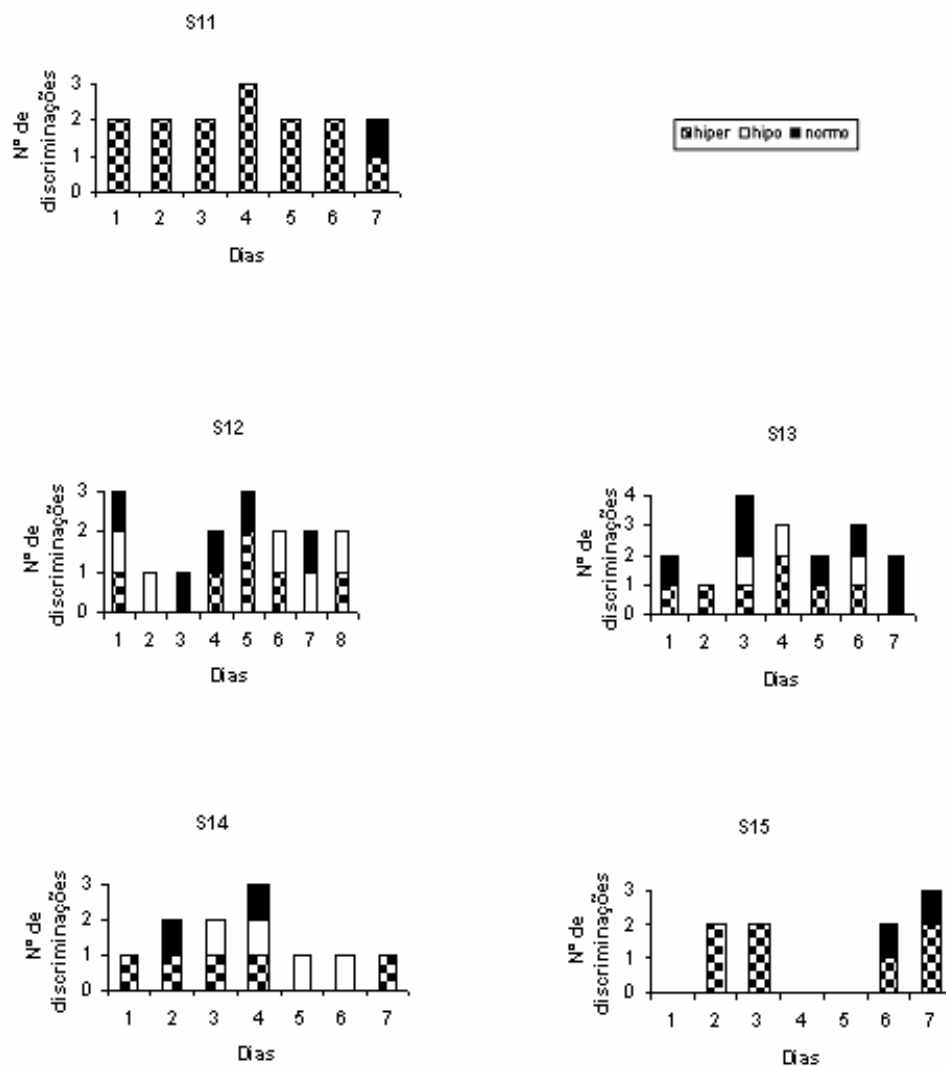 S11
Nº de discriminações
3
2
1
0
1 2 3 4 5 6 7
Dias
hiper hipo normo
S12
Nº de discriminações
3
2
1
0
1 2 3 4 5 6 7 8
Dias
S13
Nº de discriminações
4
3
2
1
0
1 2 3 4 5 6 7
Dias
S14
Nº de discriminações
3
2
1
0
1 2 3 4 5 6 7
Dias
S15
Nº de discriminações
3
2
1
0
1 2 3 4 5 6 7
Dias